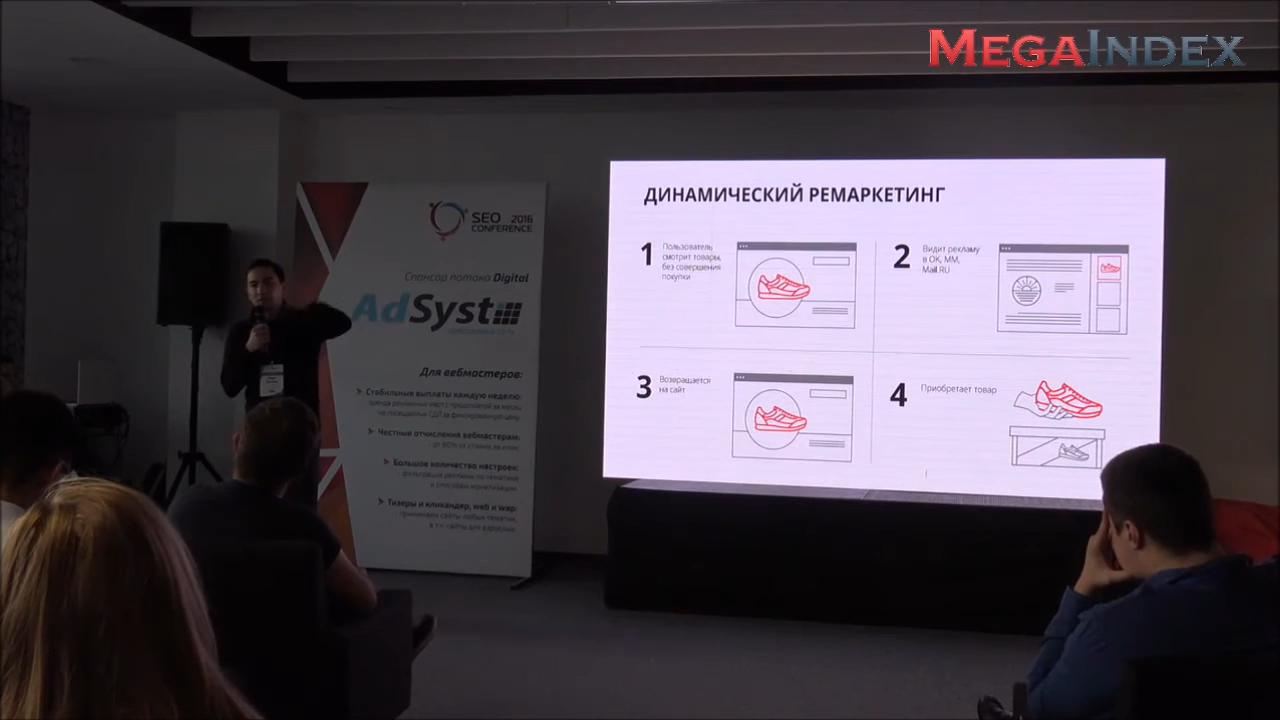 MEGAINDEX
SEO 2016
CONFERENCE
Спонсор потока Digital
AdSyst
Для вебмастеров:
Стабильные выплаты каждую неделю:
Честные отчисления вебмастерам:
Большое количество настроек:
Тизеры и кликандер, web и wap:
ДИНАМИЧЕСКИЙ РЕМАРКЕТИНГ
1
Пользователь
смотрит товары,
без совершения
покупки
2
Видит рекламу
в ОК, ММ,
Mail.RU
3
Возвращается
на сайт
4
Приобретает товар